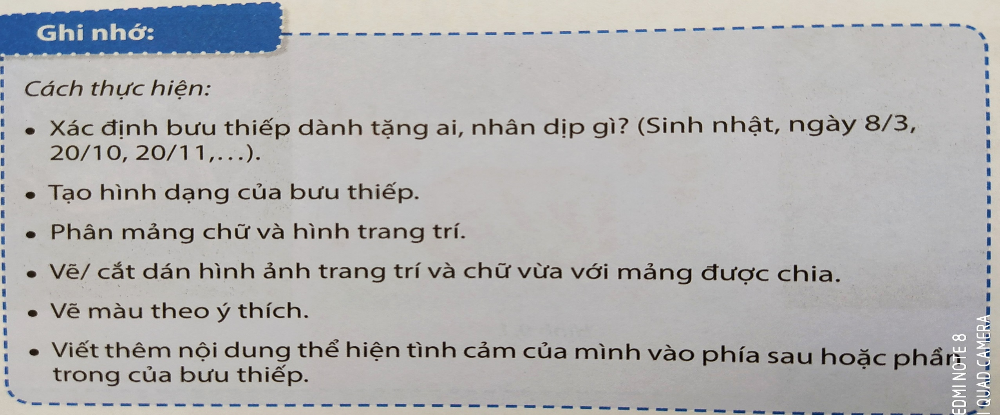 Ghi nhớ:
Cách thực hiện:
• Xác định bưu thiếp dành tặng ai, nhân dịp gì? (Sinh nhật, ngày 8/3,
20/10, 20/11,...).
• Tạo hình dạng của bưu thiếp.
• Phân mảng chữ và hình trang trí.
• Vẽ/ cắt dán hình ảnh trang trí và chữ vừa với mảng được chia.
• Vẽ màu theo ý thích.
• Viết thêm nội dung thể hiện tình cảm của mình vào phía sau hoặc phần
trong của bưu thiếp.
EDMI NOTE 8
QUAD CAMERA